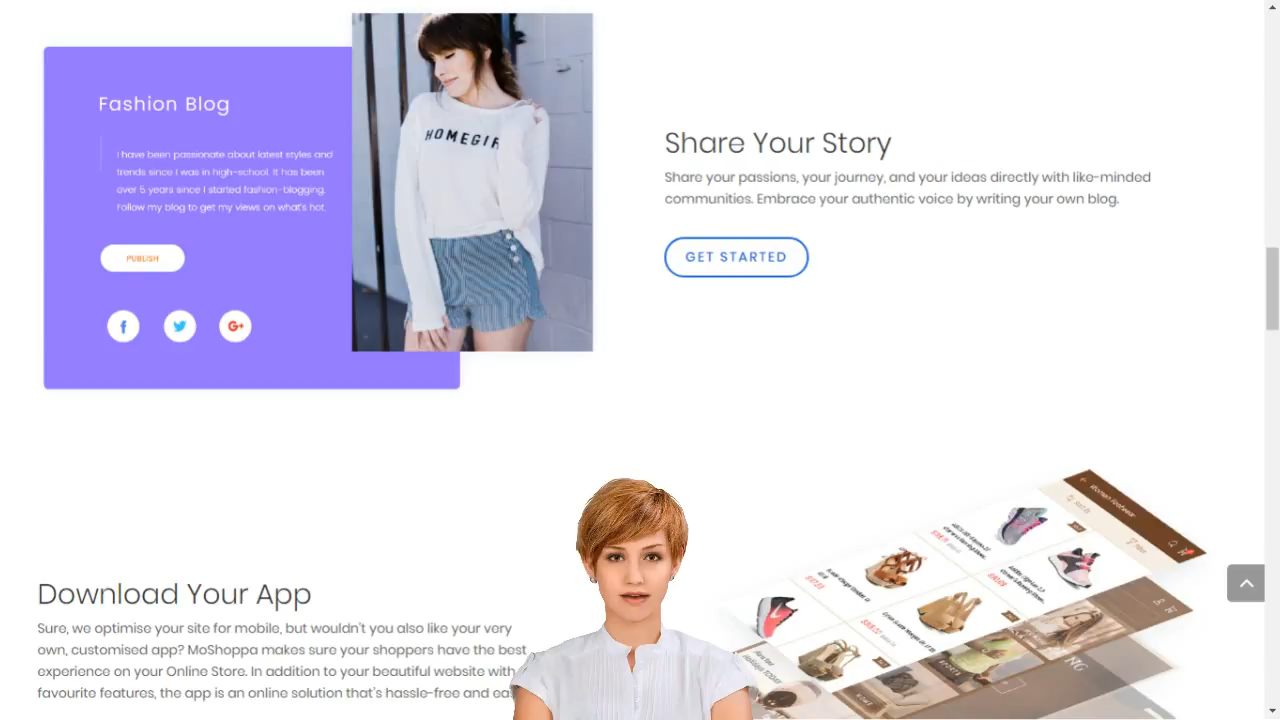 Fashion Blog
I have been passionate about latest styles and
trends since I was in high-school. It has been
over 5 years since I started fashion-blogging.
Follow my blog to get my views on what's hot.
PUBLISH
HOMEGIR
Share Your Story
Share your passions, your journey, and your ideas directly with like-minded
communities. Embrace your authentic voice by writing your own blog.
GET STARTED
Download Your App
Sure, we optimise your site for mobile, but wouldn't you also like your very
own, customised app? MoShoppa makes sure your shoppers have the best
experience on your Online Store. In addition to your beautiful website with
favourite features, the app is an online solution that's hassle-free and
Women Footwear